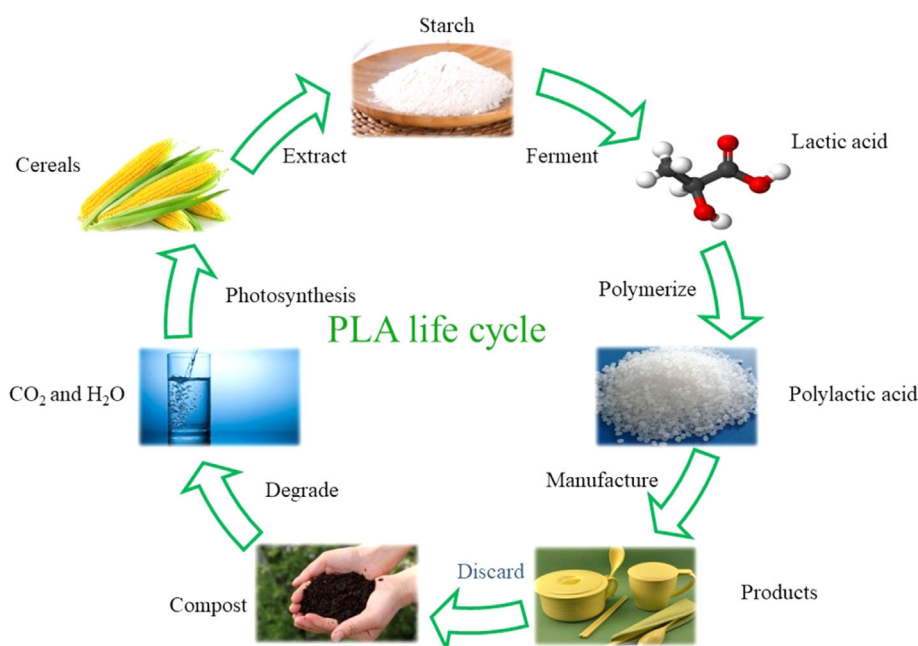 Starch
Extract
Ferment
Cereals
Lactic acid
Photosynthesis
Polymerize
PLA life cycle
CO₂ and H₂O
Polylactic acid
Degrade
Manufacture
Compost
Discard
Products